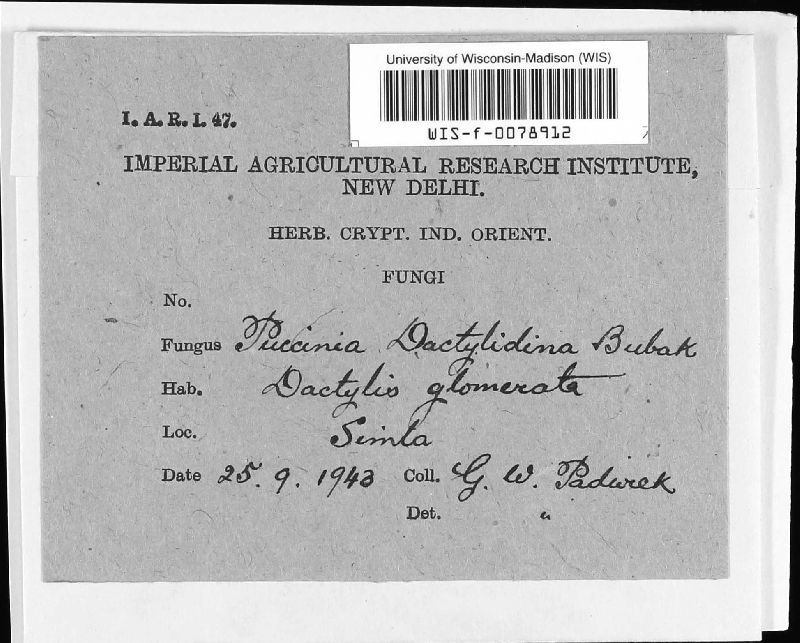 University of Wisconsin-Madison (WIS)
WIS-f-0078912
I. A. R. I. 47.
IMPERIAL AGRICULTURAL RESEARCH INSTITUTE,
NEW DELHI.
HERB. CRYPT. IND. ORIENT.
FUNGI
No.
Fungus Puccinia Dactylidina Bubak
Hab. Dactylis glomerata
Loc. Simla
Date 25. 9. 1943 Coll. G. W. Padwick
Det. "